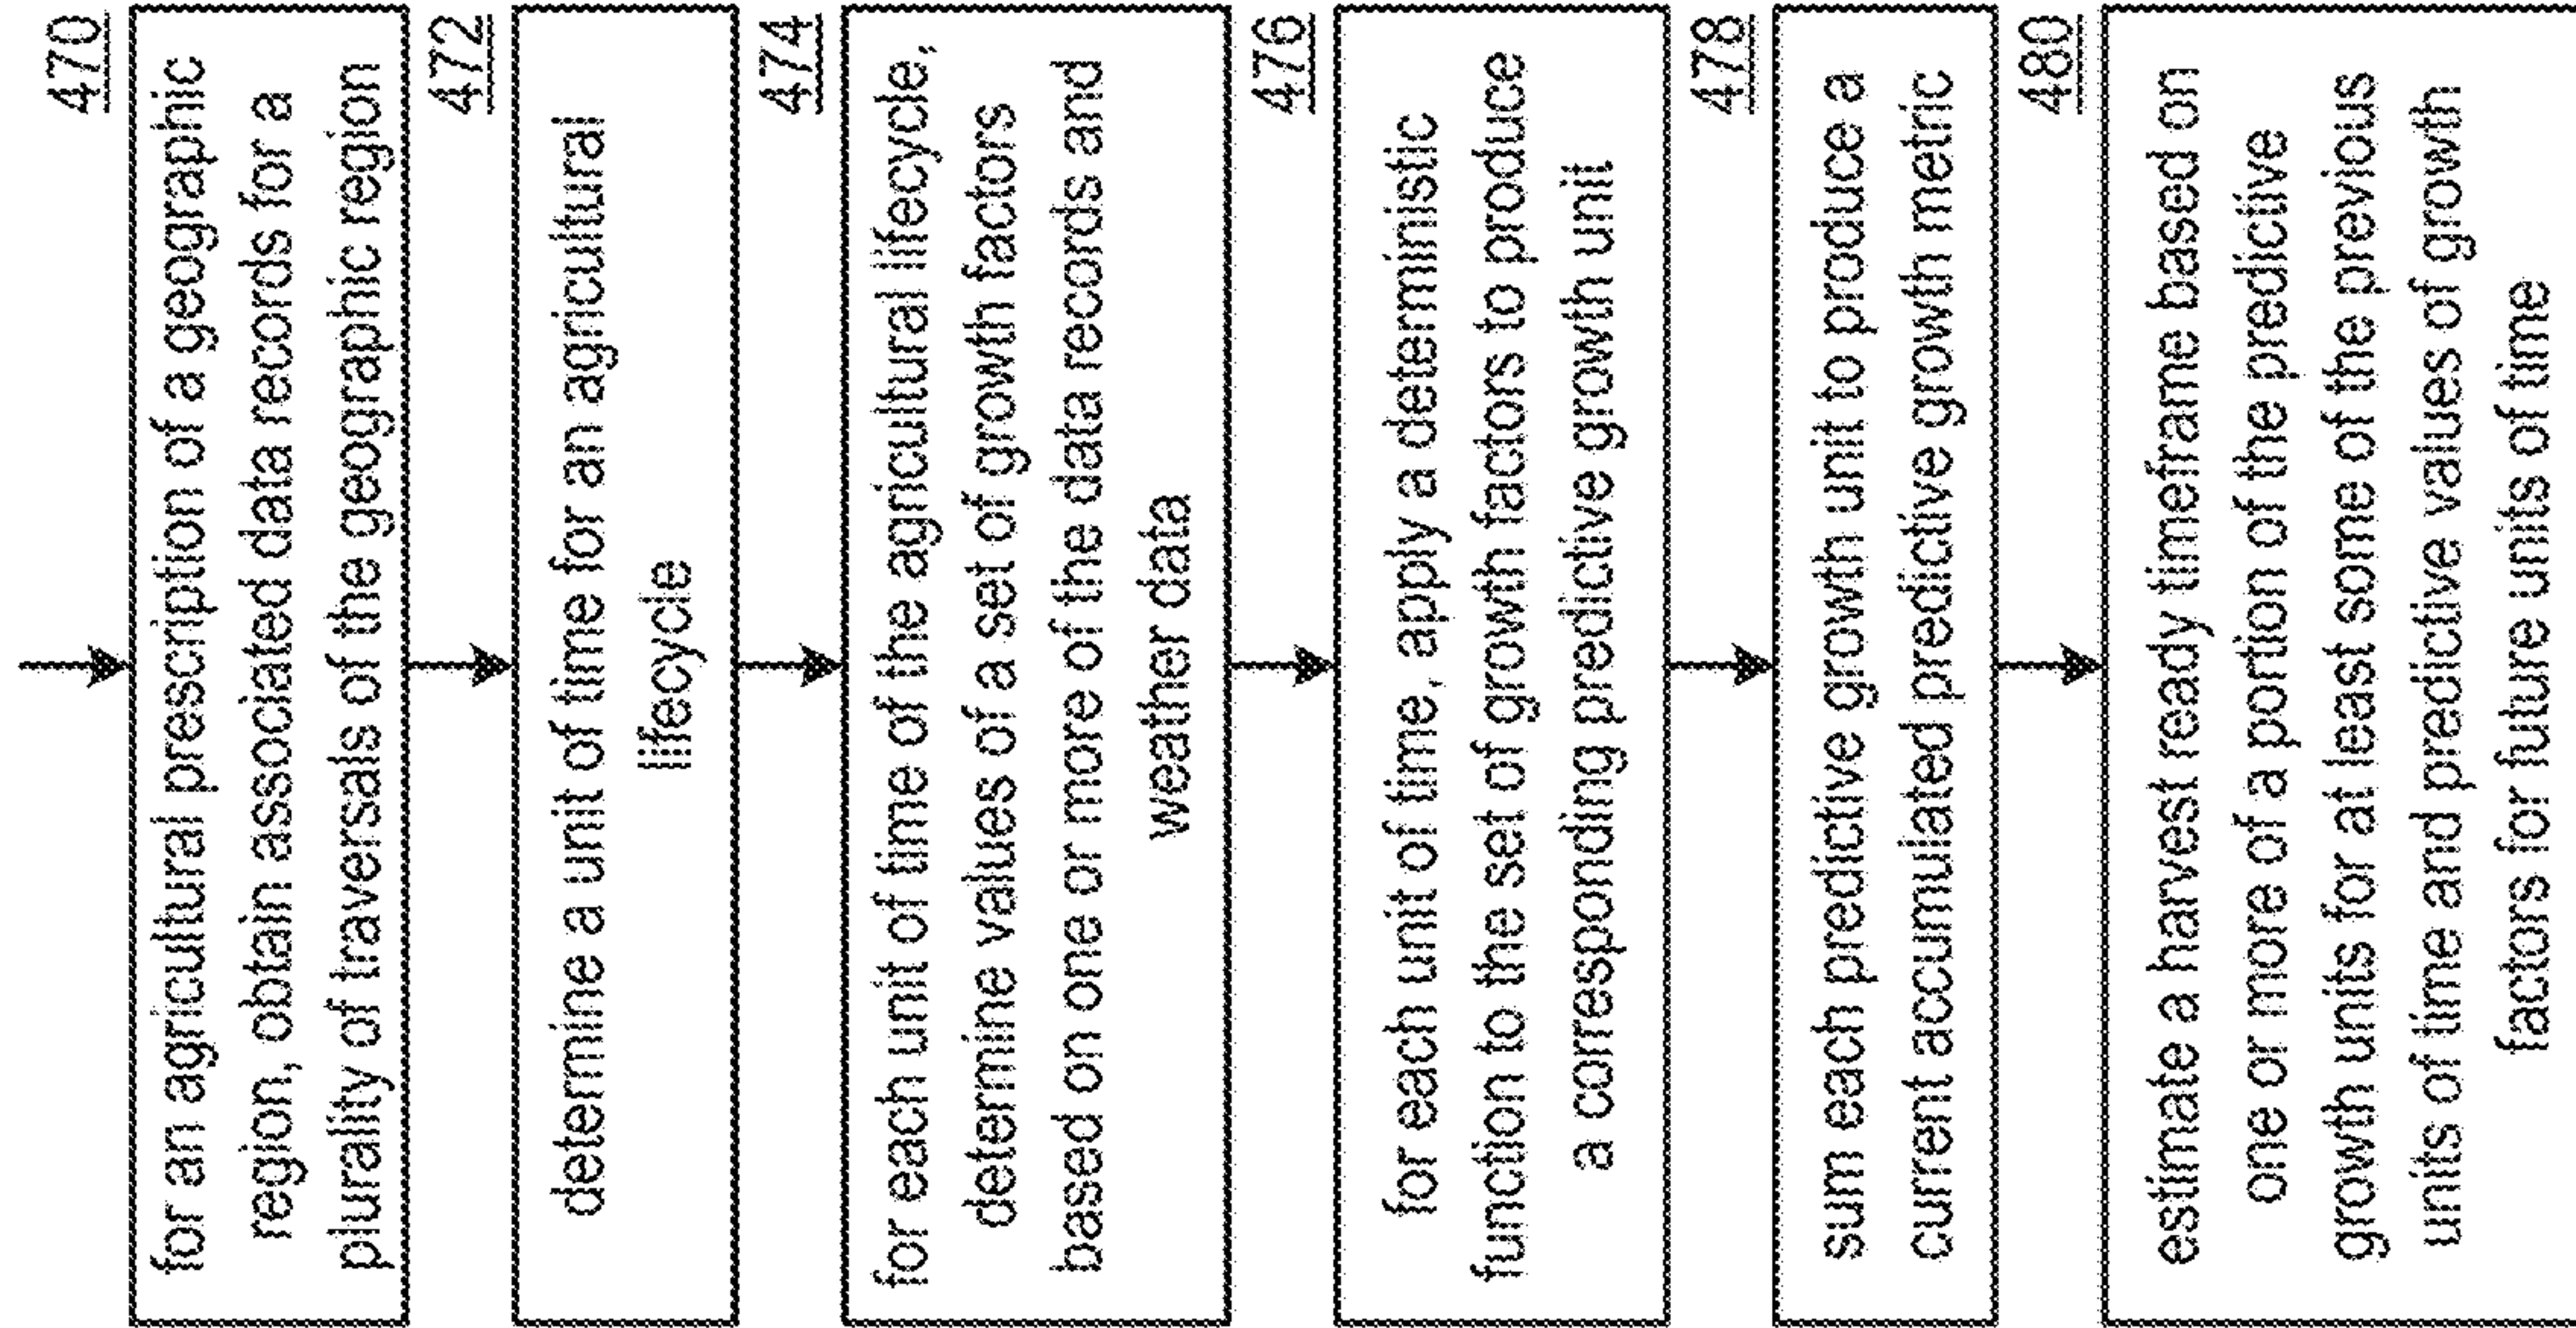 470
for an agricultural prescription of a geographic
region, obtain associated data records for a
plurality of traversals of the geographic region
472
determine a unit of time for an agricultural
lifecycle
474
for each unit of time of the agricultural lifecycle,
determine values of a set of growth factors
based on one or more of the data records and
weather data
476
for each unit of time, apply a deterministic
function to the set of growth factors to produce
a corresponding predictive growth unit
478
sum each predictive growth unit to produce a
current accumulated predictive growth metric
480
estimate a harvest ready timeframe based on
one or more of a portion of the predictive
growth units for at least some of the previous
units of time and predictive values of growth
factors for future units of time